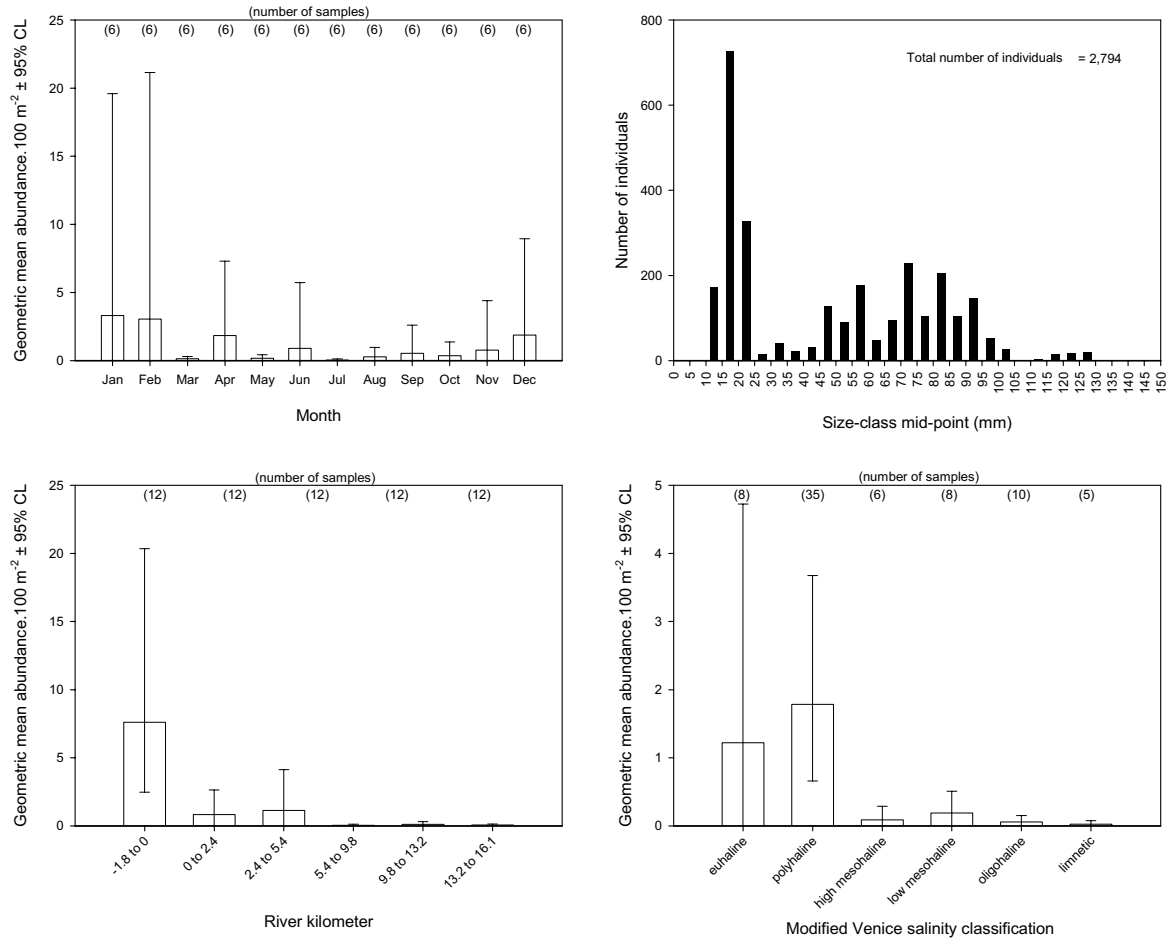 (number of samples)
(6) (6) (6) (6) (6) (6) (6) (6) (6) (6) (6) (6)
25
20
15
10
5
0
Geometric mean abundance.100 m⁻² ± 95% CL
Jan Feb Mar Apr May Jun Jul Aug Sep Oct Nov Dec
Month
Total number of individuals = 2,794
800
600
400
200
0
Number of individuals
0 5 10 15 20 25 30 35 40 45 50 55 60 65 70 75 80 85 90 95 100 105 110 115 120 125 130 135 140 145 150
Size-class mid-point (mm)
(number of samples)
(12) (12) (12) (12) (12)
25
20
15
10
5
0
Geometric mean abundance.100 m⁻² ± 95% CL
-1.8 to 0
0 to 2.4
2.4 to 5.4
5.4 to 9.8
9.8 to 13.2
13.2 to 16.1
River kilometer
(number of samples)
(8) (35) (6) (8) (10) (5)
5
4
3
2
1
0
Geometric mean abundance.100 m⁻² ± 95% CL
euhaline
polyhaline
high mesohaline
low mesohaline
oligohaline
limnetic
Modified Venice salinity classification